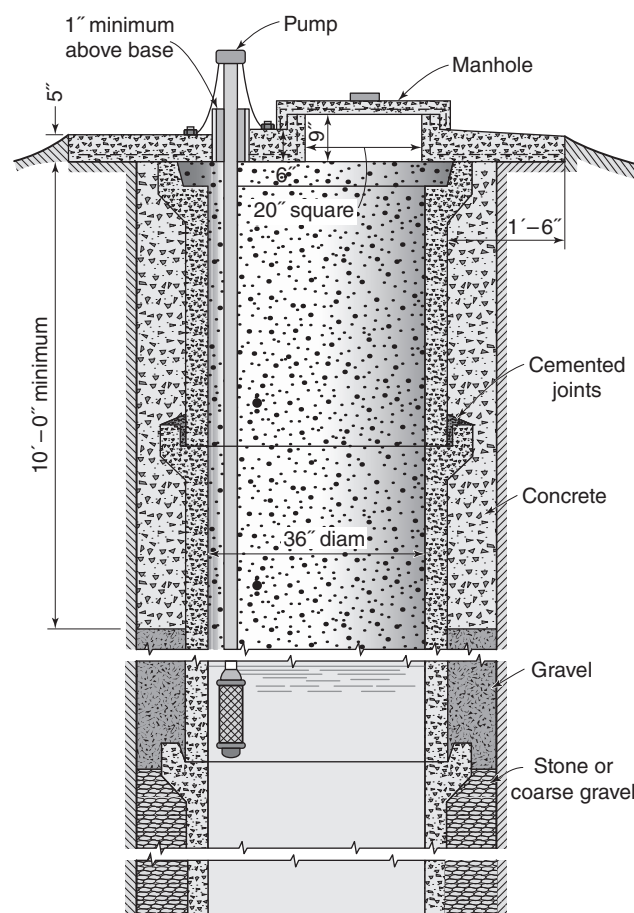 1″ minimum
above base
Pump
Manhole
5″
9″
6″
20″ square
1′–6″
10′–0″ minimum
Cemented
joints
Concrete
36″ diam
Gravel
Stone or
coarse gravel